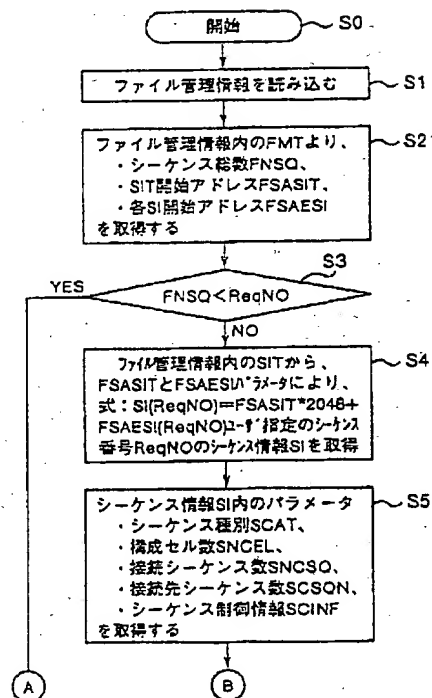 開始
S0
ファイル管理情報を読み込む
S1
ファイル管理情報内のFMTより、
・シーケンス総数FNSQ、
・SIT開始アドレスFSASIT、
・各SI開始アドレスFSAESI
を取得する
S2
S3
YES
FNSQ<ReqNO
NO
ファイル管理情報内のSITから、
FSASITとFSAESIパラメータにより、
式：SI(ReqNO)=FSASIT*2048+
FSAESI(ReqNO)ユーザ指定のシーケンス
番号ReqNOのシーケンス情報SIを取得
S4
シーケンス情報SI内のパラメータ
・シーケンス種別SCAT、
・構成セル数SNCEL、
・接続シーケンス数SNCSQ、
・接続先シーケンス数SCSQN、
・シーケンス制御情報SCINF
を取得する
S5
A
B